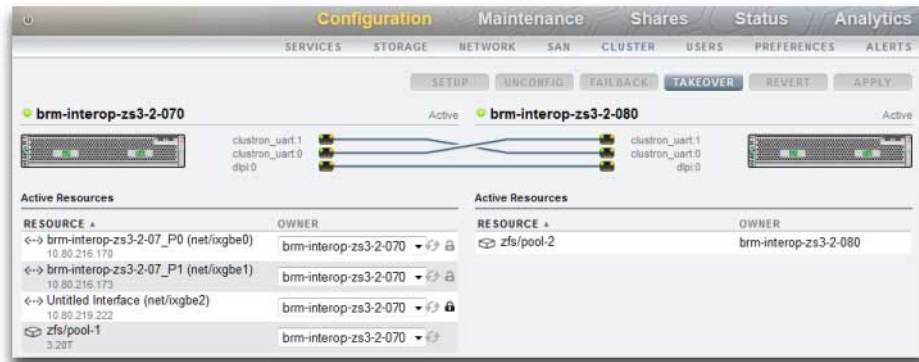 Configuration Maintenance Shares Status Analytics
SERVICES STORAGE NETWORK SAN CLUSTER USERS PREFERENCES ALERTS
SETUP UNCONFIG FAILBACK TAKEOVER REVERT APPLY
brm-interop-zs3-2-070 Active
clustron_uart:1
clustron_uart:0
dlpi:0
brm-interop-zs3-2-080 Active
clustron_uart:1
clustron_uart:0
dlpi:0
Active Resources
RESOURCE OWNER
brm-interop-zs3-2-07_P0 (net/ixgbe0) brm-interop-zs3-2-070
10.80.216.170
brm-interop-zs3-2-07_P1 (net/ixgbe1) brm-interop-zs3-2-070
10.80.216.173
Untitled Interface (net/ixgbe2) brm-interop-zs3-2-070
10.80.219.222
zfs/pool-1 brm-interop-zs3-2-070
3.20T
Active Resources
RESOURCE OWNER
zfs/pool-2 brm-interop-zs3-2-080